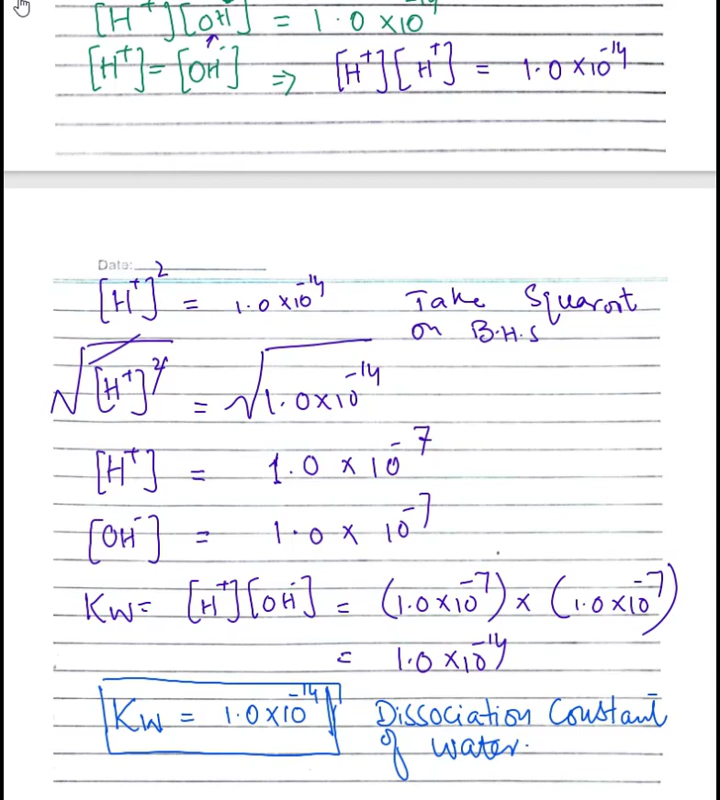 [H⁺][OH⁻] = 1.0 ×10⁻¹⁴
[H⁺]=[OH⁻] ⇒ [H⁺][H⁺] = 1.0 ×10⁻¹⁴
Date:
[H⁺]² = 1.0 ×10⁻¹⁴ Take Squaroot
on B.H.S
√[H⁺]² = √1.0×10⁻¹⁴
[H⁺] = 1.0 × 10⁻⁷
[OH⁻] = 1.0 × 10⁻⁷
KW= [H⁺][OH⁻] = (1.0×10⁻⁷) × (1.0×10⁻⁷)
= 1.0 ×10⁻¹⁴
KW = 1.0×10⁻¹⁴ Dissociation Constant
of water.